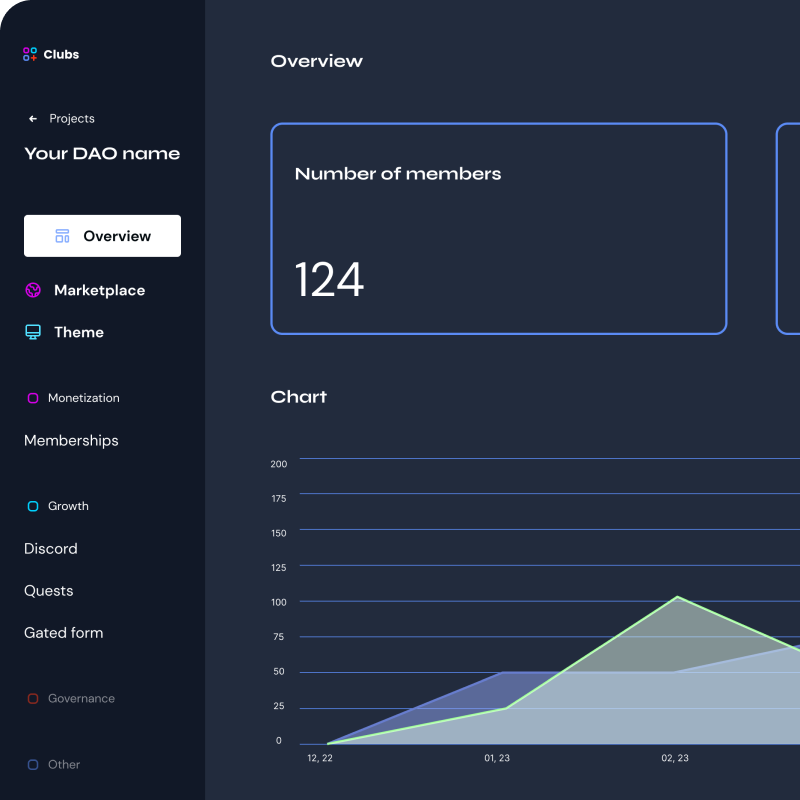 Clubs
Projects
Your DAO name
Overview
Marketplace
Theme
Monetization
Memberships
Growth
Discord
Quests
Gated form
Governance
Other
Overview
Number of members
124
Chart
200
175
150
125
100
75
50
25
0
12, 22
01, 23
02, 23